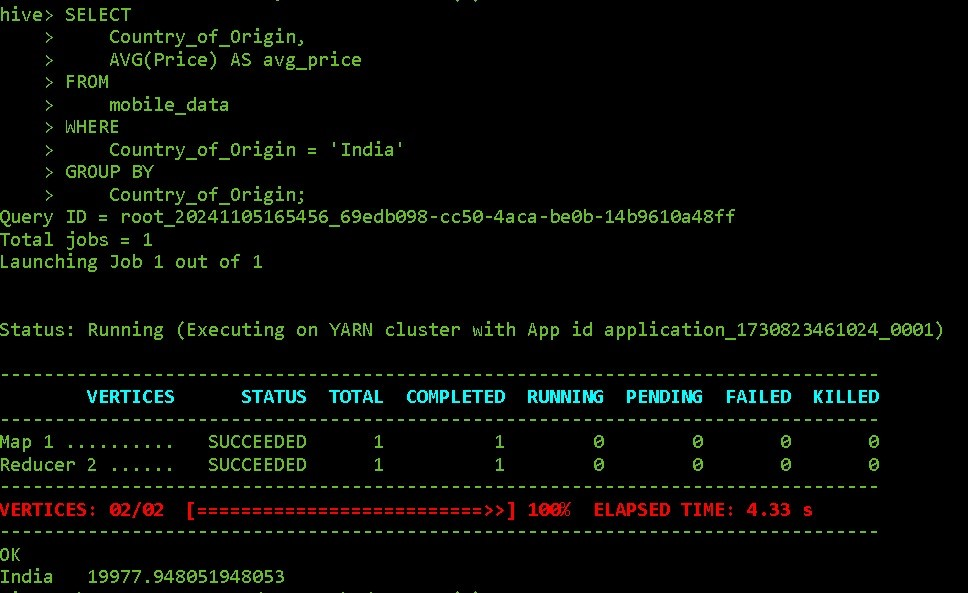 hive> SELECT
    >     Country_of_Origin,
    >     AVG(Price) AS avg_price
    > FROM
    >     mobile_data
    > WHERE
    >     Country_of_Origin = 'India'
    > GROUP BY
    >     Country_of_Origin;
Query ID = root_20241105165456_69edb098-cc50-4aca-be0b-14b9610a48ff
Total jobs = 1
Launching Job 1 out of 1
Status: Running (Executing on YARN cluster with App id application_1730823461024_0001)
--------------------------------------------------------------------------------
        VERTICES      STATUS  TOTAL  COMPLETED  RUNNING  PENDING  FAILED  KILLED
--------------------------------------------------------------------------------
Map 1 ..........   SUCCEEDED      1          1        0        0       0       0
Reducer 2 ......   SUCCEEDED      1          1        0        0       0       0
--------------------------------------------------------------------------------
VERTICES: 02/02  [==========================>>] 100%  ELAPSED TIME: 4.33 s
--------------------------------------------------------------------------------
OK
India   19977.948051948053